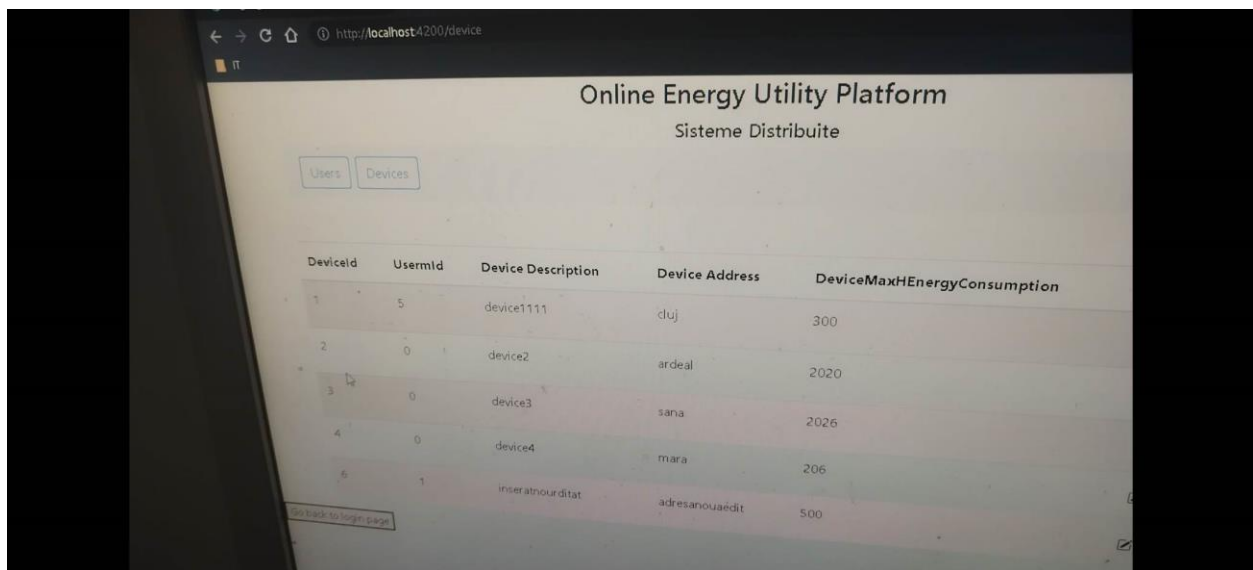 http://localhost:4200/device
IT
Online Energy Utility Platform
Sisteme Distribuite
Users Devices
DeviceId UsermId Device Description Device Address DeviceMaxHEnergyConsumption
1 5 device1111 cluj 300
2 0 device2 ardeal 2020
3 0 device3 sana 2026
4 0 device4 mara 206
6 1 inseratnourditat adresanouaedit 500
Go back to login page